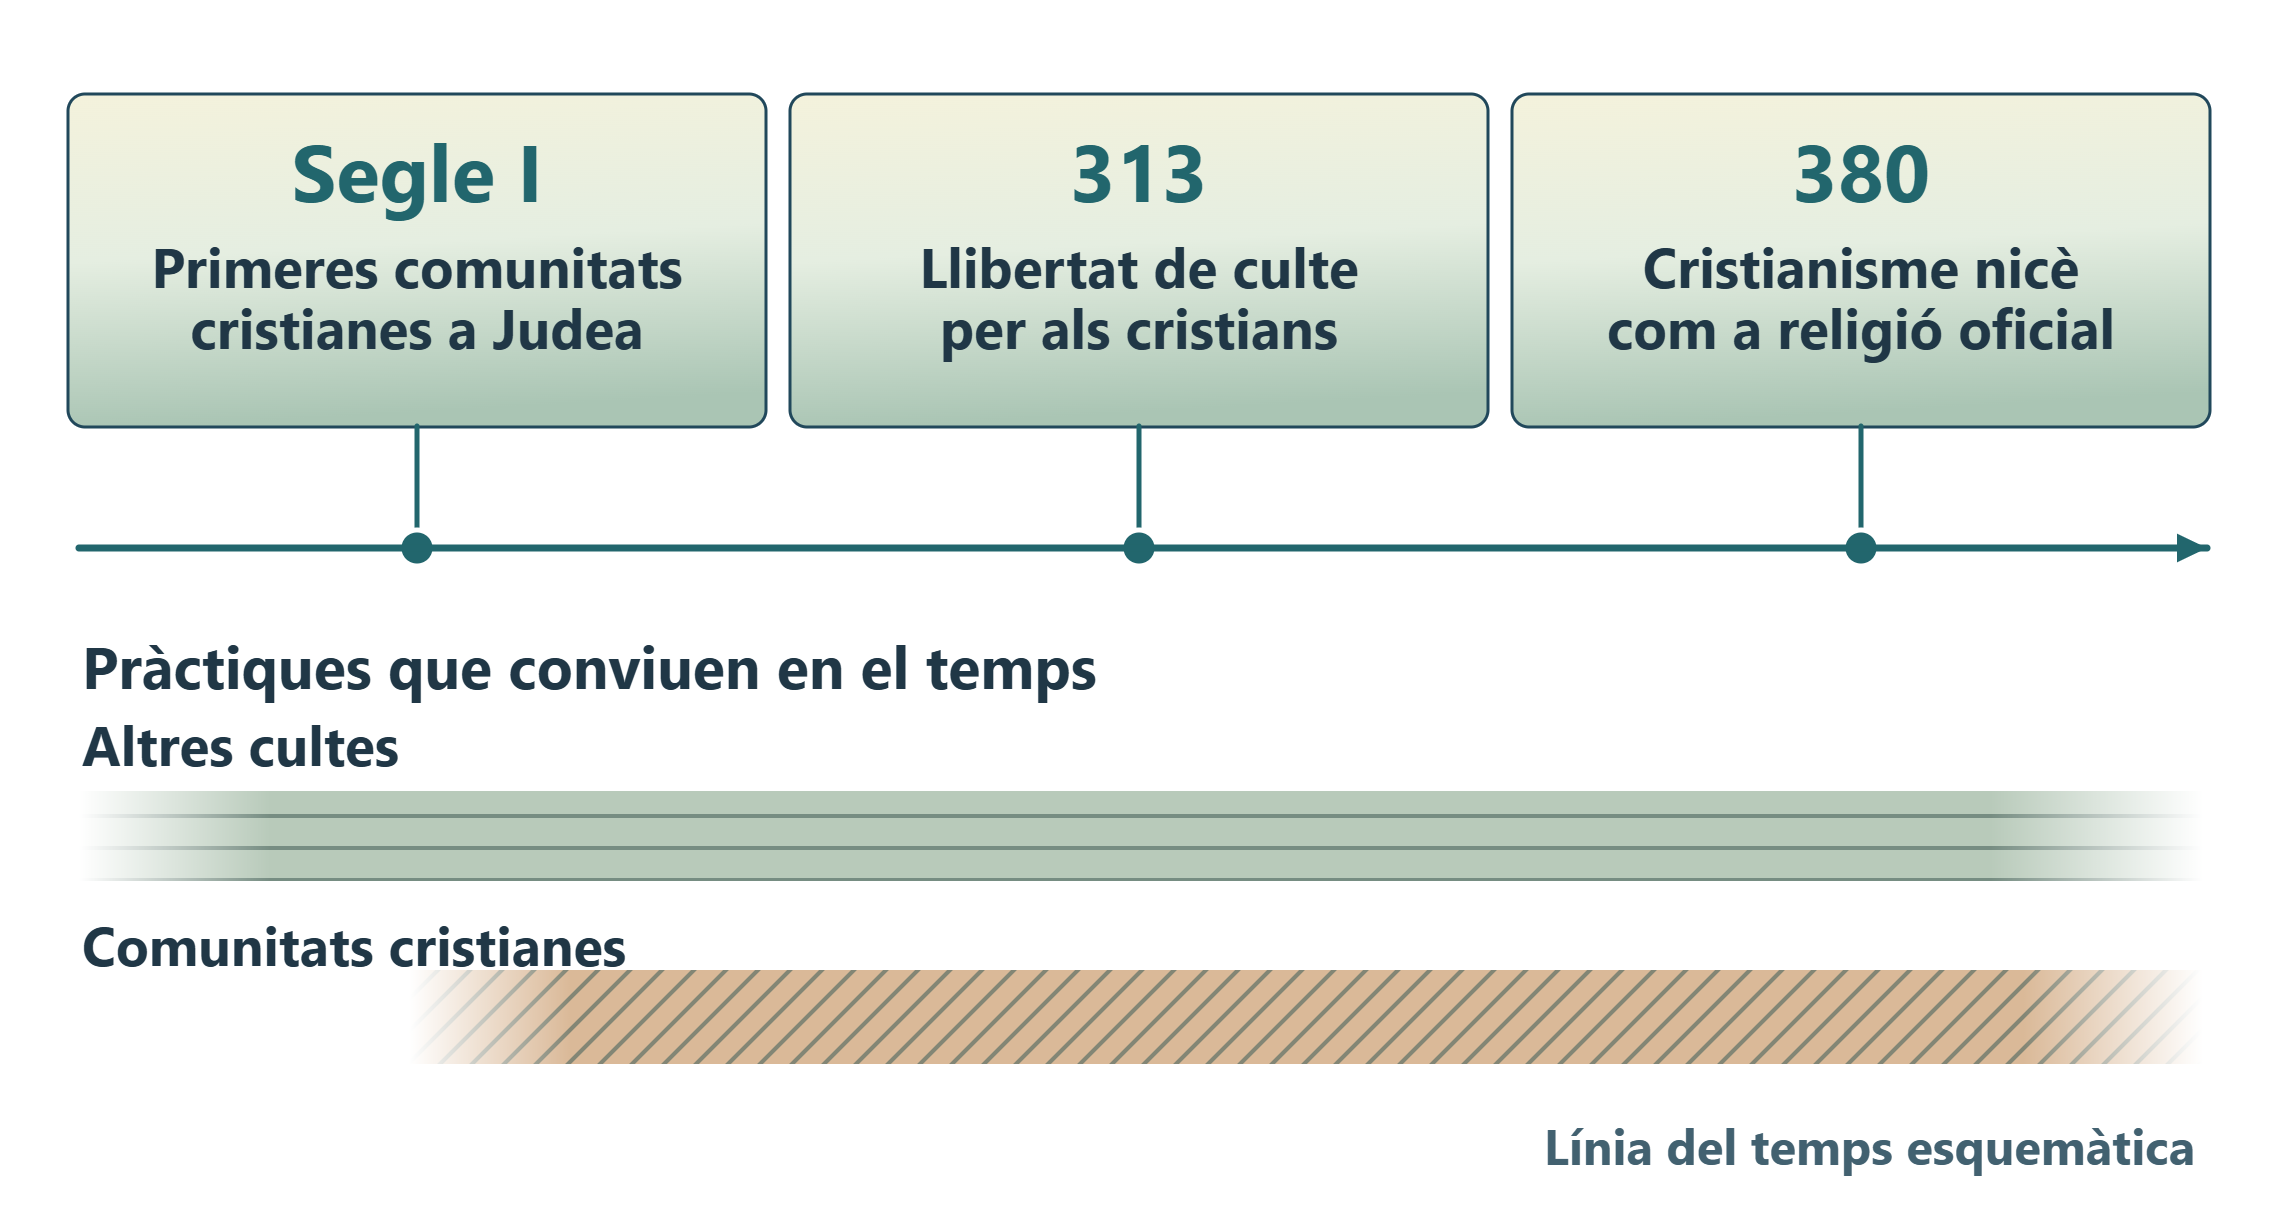 Segle I
Primeres comunitats
cristianes a Judea
313
Llibertat de culte
per als cristians
380
Cristianisme nicè
com a religió oficial
Pràctiques que conviuen en el temps
Altres cultes
Comunitats cristianes
Línia del temps esquemàtica